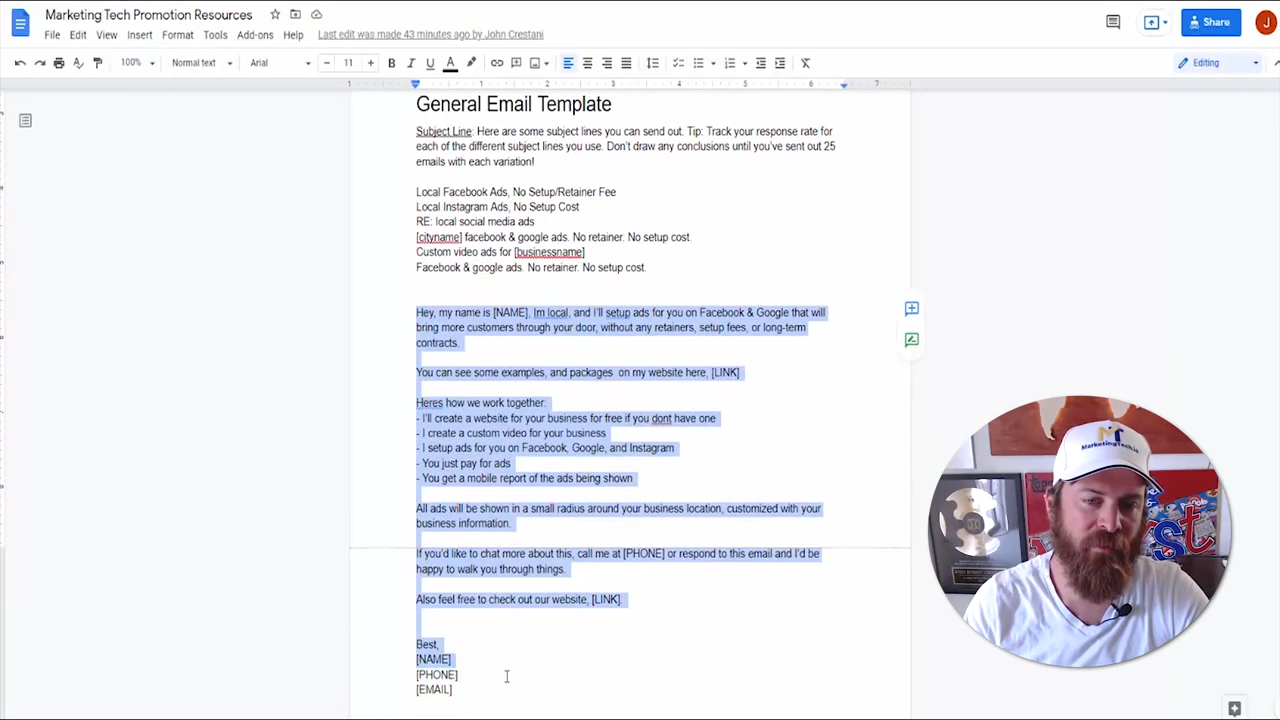 Marketing Tech Promotion Resources
File Edit View Insert Format Tools Add-ons Help Last edit was made 43 minutes ago by John Crestani
Share
J
100% Normal text Arial 11 B I U A
Editing
1 1 2 3 4 5 6 7
General Email Template
Subject Line: Here are some subject lines you can send out. Tip: Track your response rate for
each of the different subject lines you use. Don't draw any conclusions until you've sent out 25
emails with each variation!
Local Facebook Ads, No Setup/Retainer Fee
Local Instagram Ads, No Setup Cost
RE: local social media ads
[cityname] facebook & google ads. No retainer. No setup cost.
Custom video ads for [businessname]
Facebook & google ads. No retainer. No setup cost.
Hey, my name is [NAME], Im local, and I'll setup ads for you on Facebook & Google that will
bring more customers through your door, without any retainers, setup fees, or long-term
contracts.
You can see some examples, and packages on my website here, [LINK]
Heres how we work together:
- I'll create a website for your business for free if you dont have one
- I create a custom video for your business
- I setup ads for you on Facebook, Google, and Instagram
- You just pay for ads
- You get a mobile report of the ads being shown
All ads will be shown in a small radius around your business location, customized with your
business information.
If you'd like to chat more about this, call me at [PHONE] or respond to this email and I'd be
happy to walk you through things.
Also feel free to check out our website, [LINK].
Best,
[NAME]
[PHONE]
[EMAIL]
MarketingTech.io